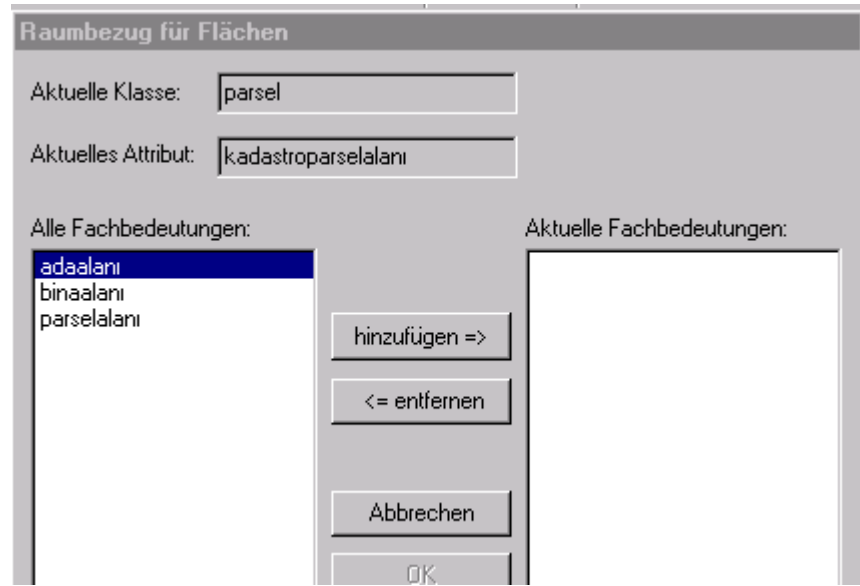 Raumbezug für Flächen
Aktuelle Klasse: parsel
Aktuelles Attribut: kadastroparselalanı
Alle Fachbedeutungen: Aktuelle Fachbedeutungen:
adaalanı
binaalanı
parselalanı
hinzufügen =>
<= entfernen
Abbrechen
OK